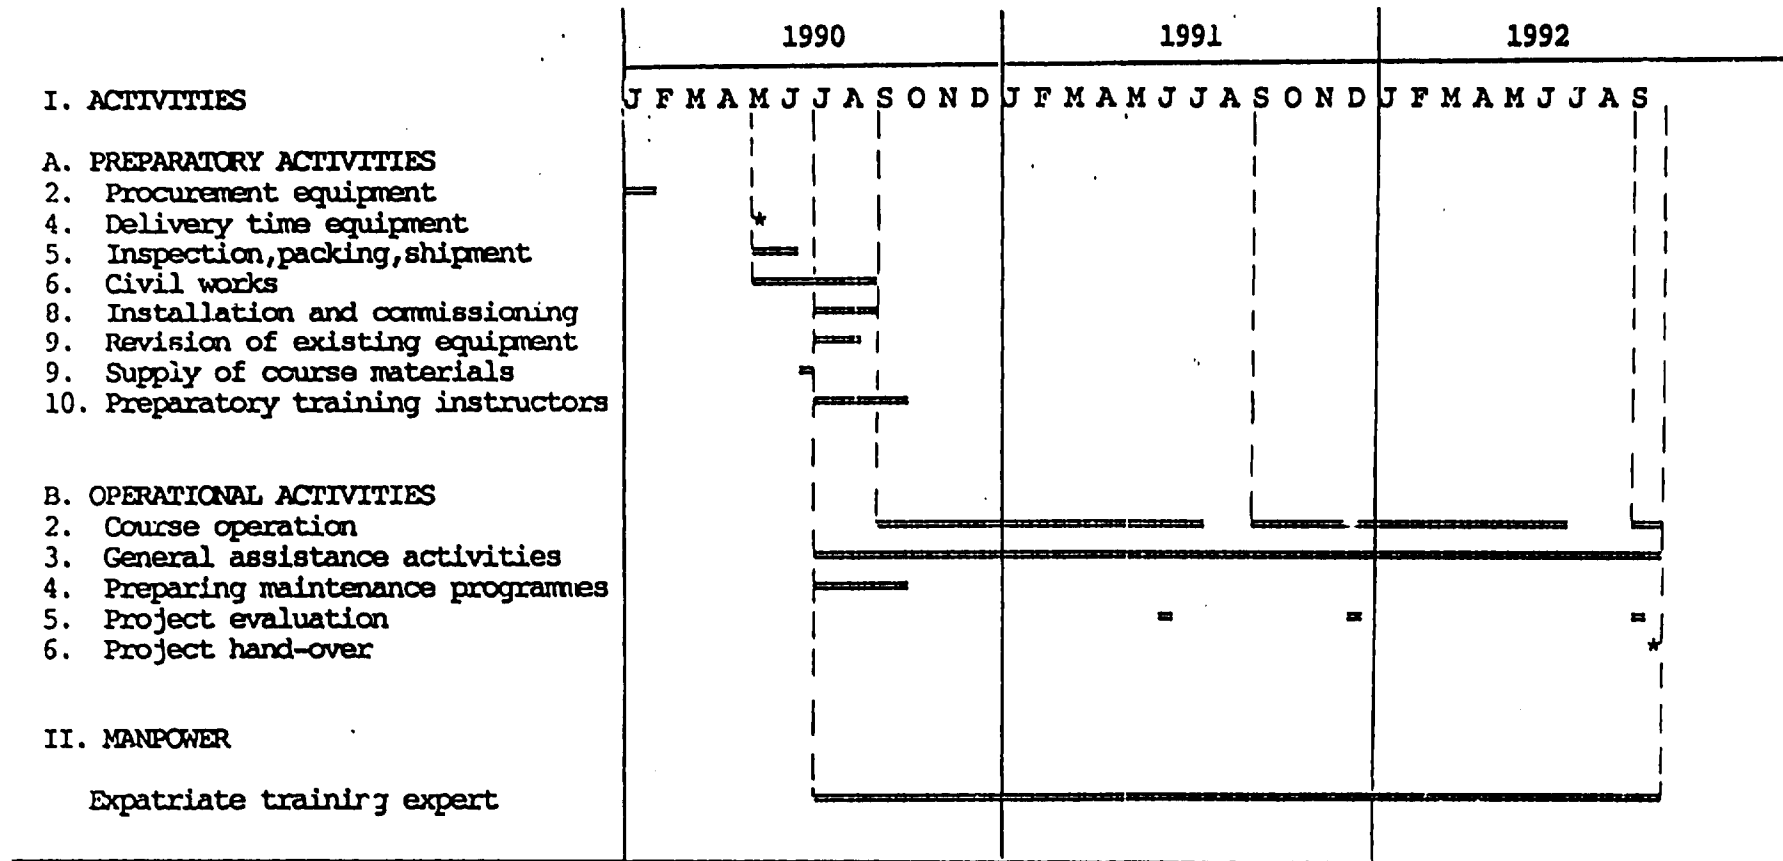 1990 1991 1992
I. ACTIVITIES J F M A M J J A S O N D J F M A M J J A S O N D J F M A M J J A S
A. PREPARATORY ACTIVITIES
2. Procurement equipment
4. Delivery time equipment *
5. Inspection,packing,shipment
6. Civil works
8. Installation and commissioning
9. Revision of existing equipment
9. Supply of course materials
10. Preparatory training instructors
B. OPERATIONAL ACTIVITIES
2. Course operation
3. General assistance activities
4. Preparing maintenance programmes
5. Project evaluation
6. Project hand-over *
II. MANPOWER
Expatriate training expert